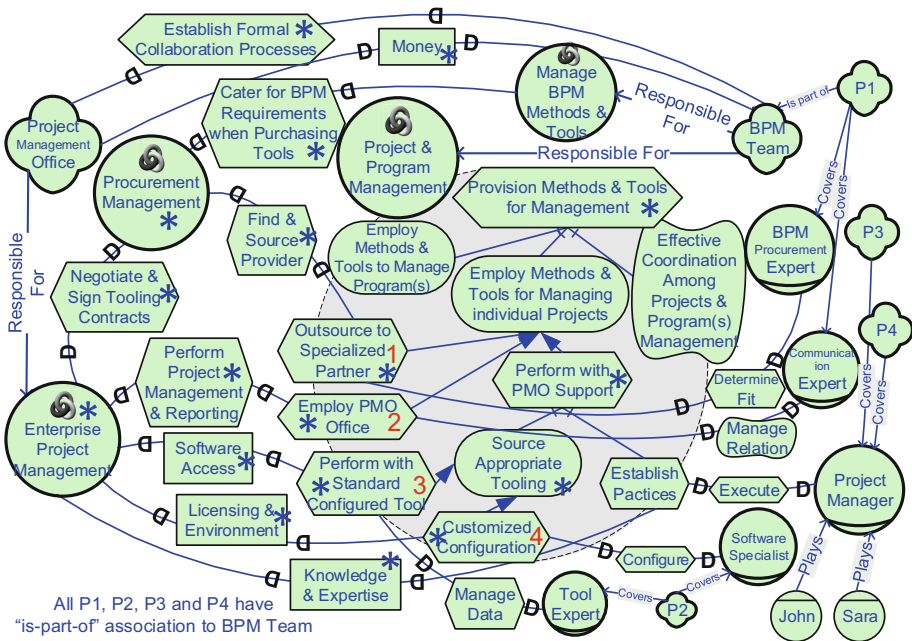 Establish Formal
Collaboration Processes
D
D
Money
D
D
Cater for BPM
Requirements
when Purchasing
Tools
D
D
Manage
BPM
Methods &
Tools
Responsible
For
BPM
Team
is part of
P1
Project
Management
Office
Procurement
Management
Project &
Program
Management
Responsible For
Provision Methods & Tools
for Management
Covers
Covers
P3
D
Find &
Source
Provider
D
Employ
Methods &
Tools to Manage
Program(s)
Employ Methods &
Tools for Managing
individual Projects
Effective
Coordination
Among
Projects &
Program(s)
Management
BPM
Procurement
Expert
P4
Responsible
For
D
Negotiate &
Sign Tooling
Contracts
D
Outsource to
Specialized
Partner
1
Perform with
PMO Support
D
Determine
Fit
D
Communicat
ion
Expert
Covers
Covers
Perform
Project
Management
& Reporting
D
D
Employ PMO
Office
2
D
Manage
Relation
D
Enterprise
Project
Management
D
Software
Access
D
Perform with
Standard
Configured Tool
3
Source
Appropriate
Tooling
Establish
Pactices
D
Execute
D
Project
Manager
D
Licensing &
Environment
D
Customized
Configuration
4
D
Configure
D
Software
Specialist
Plays
Plays
D
Knowledge
& Expertise
D
D
Manage
Data
D
Tool
Expert
Covers
P2
Covers
John
Sara
All P1, P2, P3 and P4 have
“is-part-of” association to BPM Team